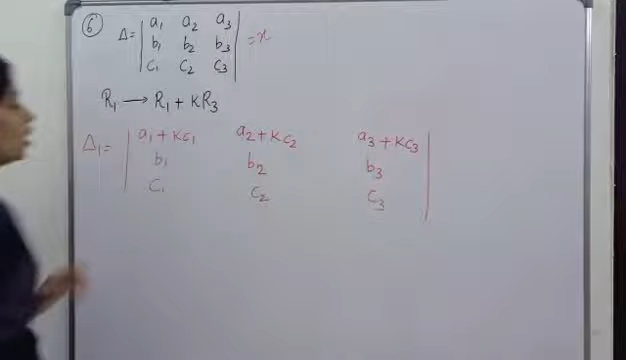 ⑥ Δ = | a₁ a₂ a₃ |
| b₁ b₂ b₃ | = x
| c₁ c₂ c₃ |
R₁ → R₁ + KR₃
Δ₁ = | a₁ + Kc₁ a₂ + Kc₂ a₃ + Kc₃ |
| b₁ b₂ b₃ |
| c₁ c₂ c₃ |